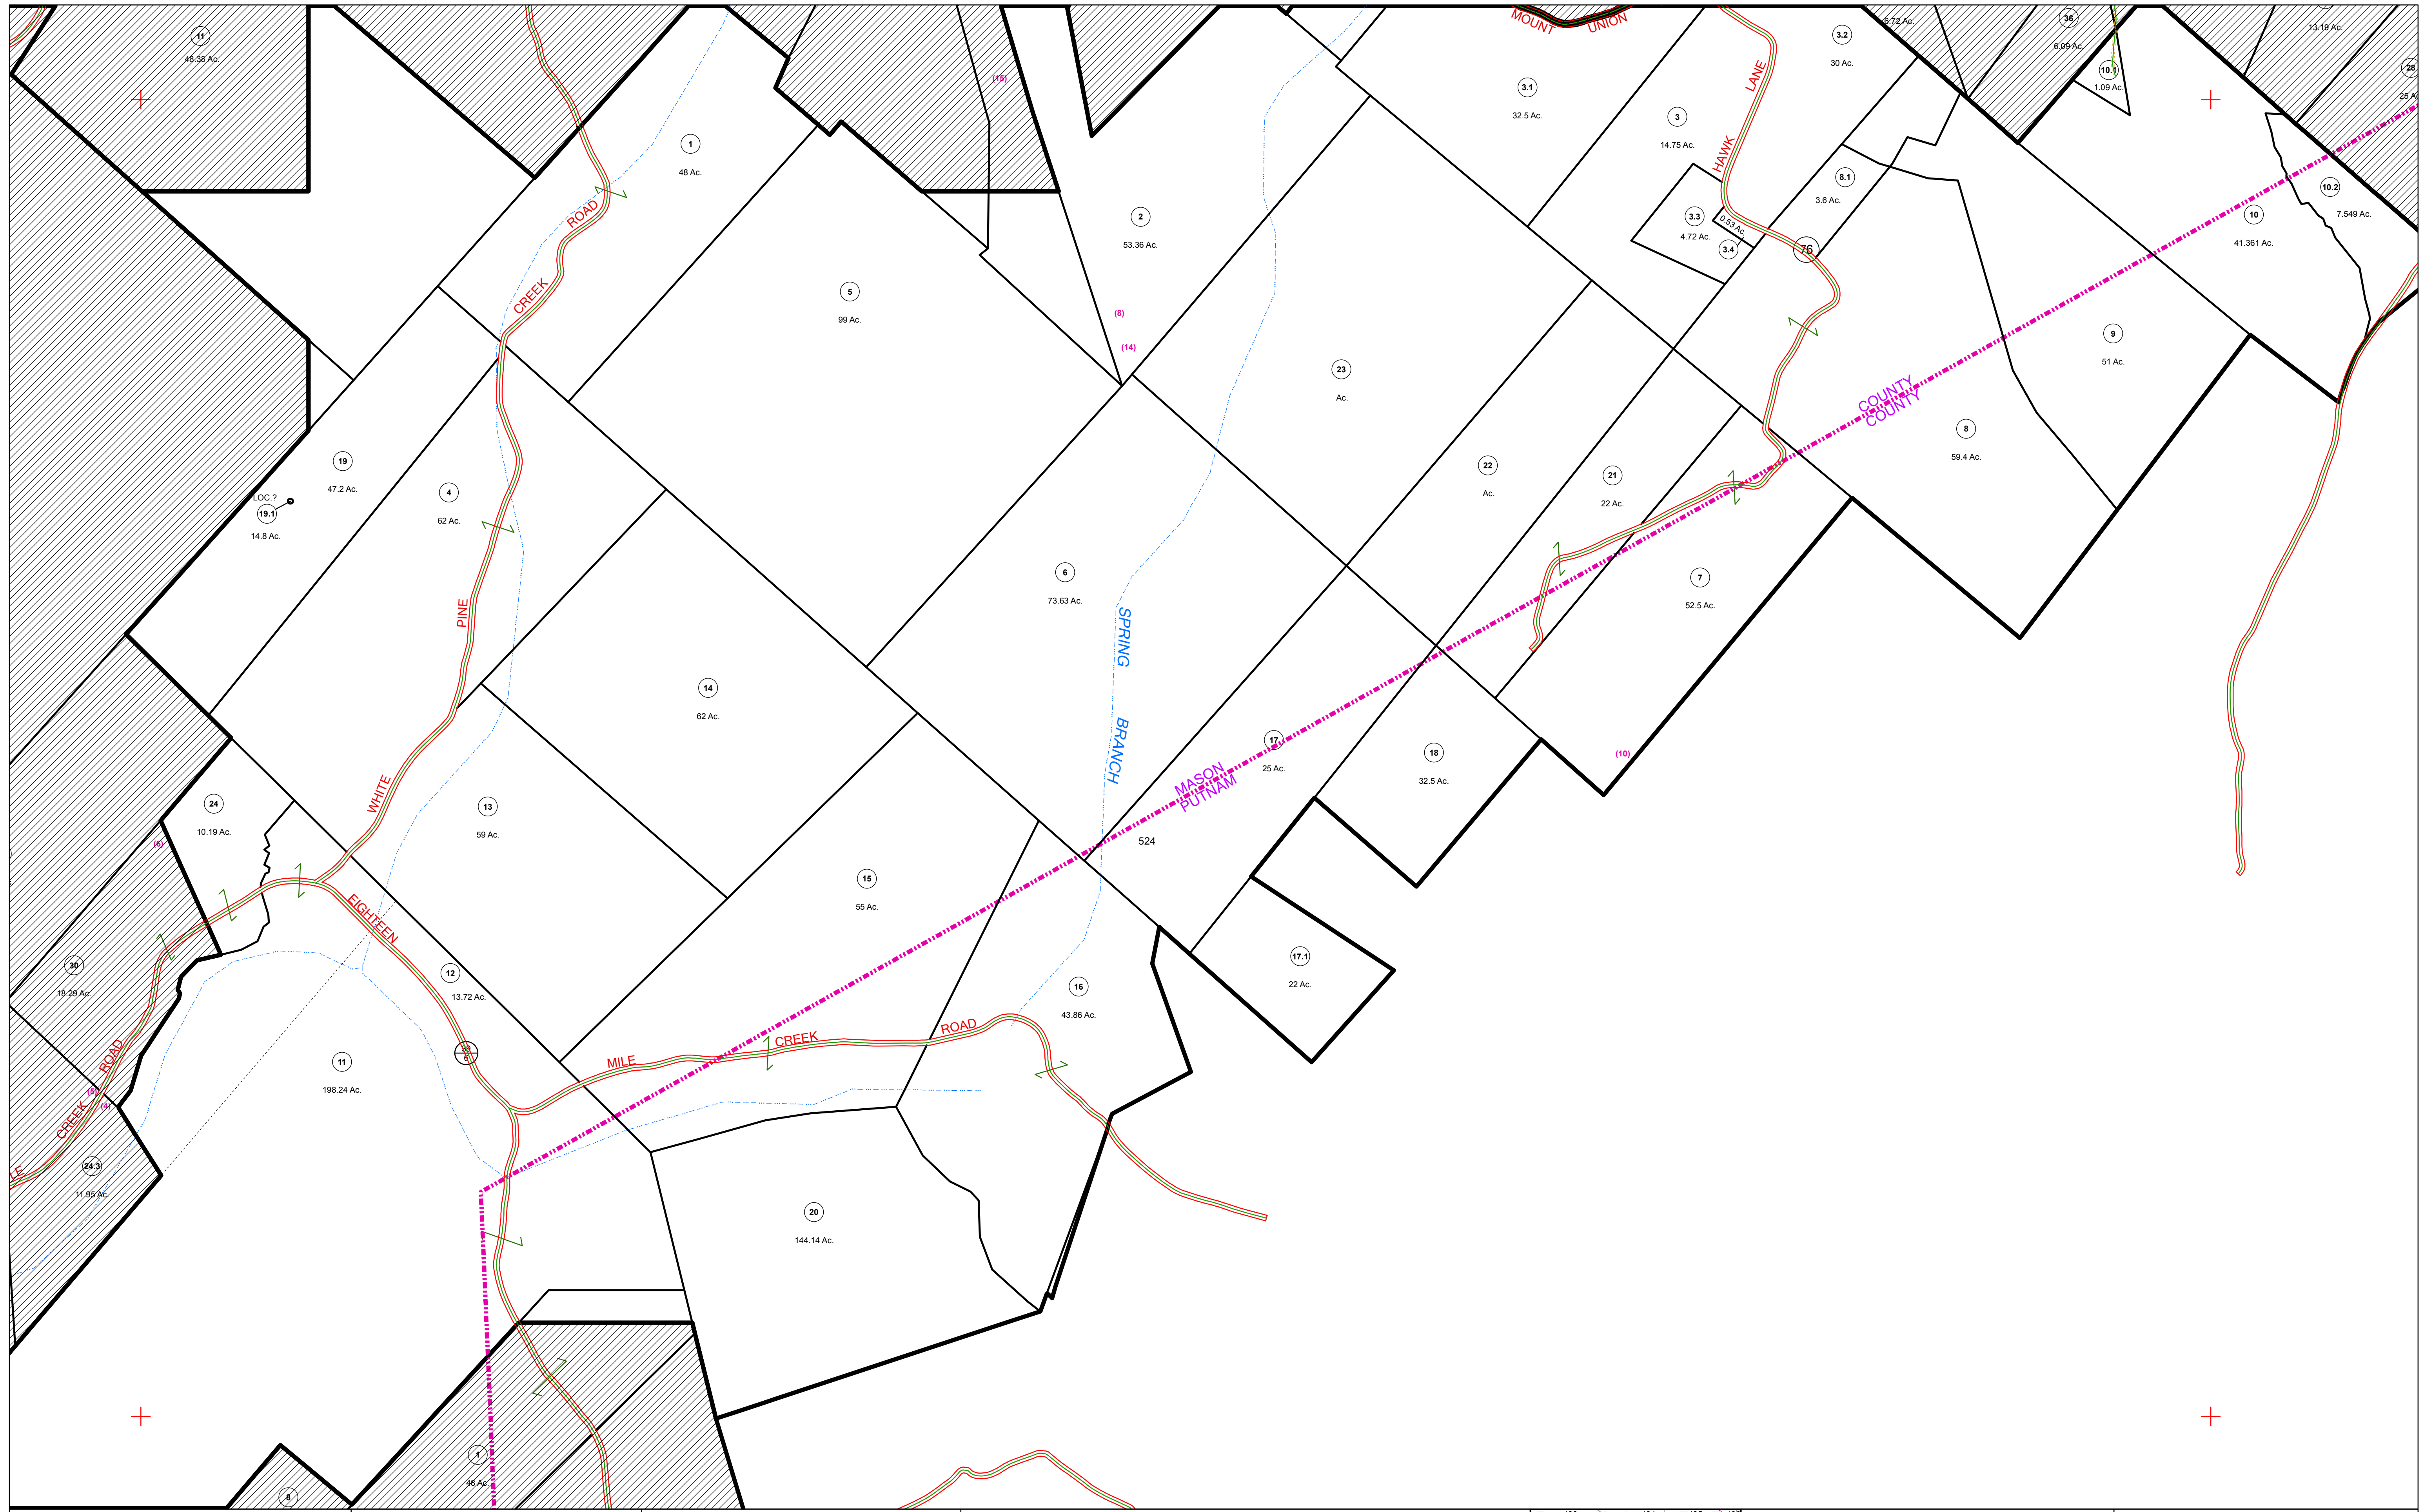 11
48.38 Ac.
(15)
MOUNT UNION
3.2
30 Ac.
36
6.09 Ac.
10.1
1.09 Ac.
13.19 Ac.
1
48 Ac.
3.1
32.5 Ac.
3
14.75 Ac.
HAWK LANE
8.1
3.6 Ac.
10.2
7.549 Ac.
10
41.361 Ac.
2
53.36 Ac.
3.3
4.72 Ac.
0.53 Ac.
3.4
76
5
99 Ac.
(8)
(14)
23
Ac.
9
51 Ac.
COUNTY
COUNTY
8
59.4 Ac.
WHITE PINE CREEK ROAD
19
47.2 Ac.
LOC.?
19.1
14.8 Ac.
4
62 Ac.
22
Ac.
21
22 Ac.
6
73.63 Ac.
7
52.5 Ac.
SPRING BRANCH
14
62 Ac.
17
25 Ac.
18
32.5 Ac.
(10)
MASON
PUTNAM
24
10.19 Ac.
(6)
13
59 Ac.
524
15
55 Ac.
EIGHTEEN MILE CREEK ROAD
17.1
22 Ac.
16
43.86 Ac.
30
18.29 Ac.
12
13.72 Ac.
11
198.24 Ac.
CREEK ROAD
(5)
(4)
24.3
11.95 Ac.
20
144.14 Ac.
1
48 Ac.
8